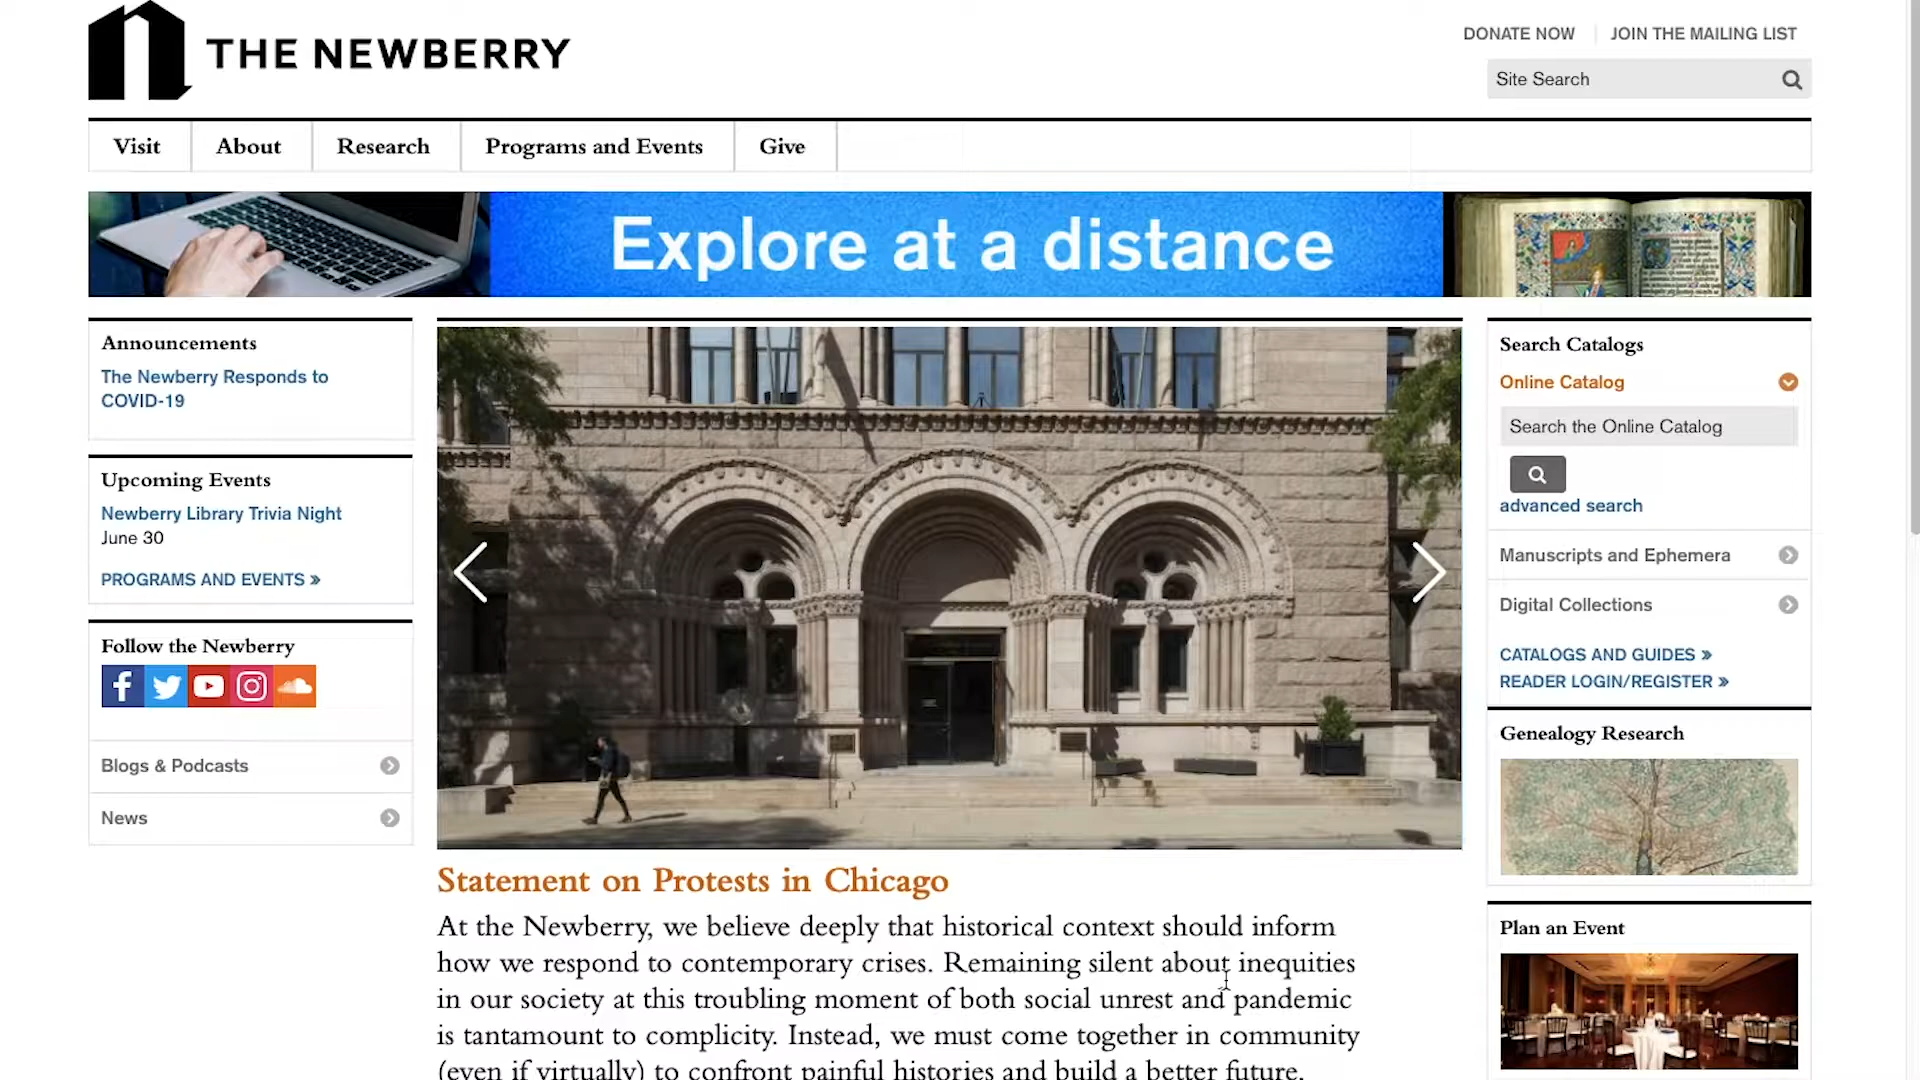 THE NEWBERRY
DONATE NOW
JOIN THE MAILING LIST
Site Search
Visit
About
Research
Programs and Events
Give
Explore at a distance
Announcements
The Newberry Responds to
COVID-19
Upcoming Events
Newberry Library Trivia Night
June 30
PROGRAMS AND EVENTS »
Follow the Newberry
Blogs & Podcasts
News
Statement on Protests in Chicago
At the Newberry, we believe deeply that historical context should inform
how we respond to contemporary crises. Remaining silent about inequities
in our society at this troubling moment of both social unrest and pandemic
is tantamount to complicity. Instead, we must come together in community
(even if virtually) to confront painful histories and build a better future.
Search Catalogs
Online Catalog
Search the Online Catalog
advanced search
Manuscripts and Ephemera
Digital Collections
CATALOGS AND GUIDES »
READER LOGIN/REGISTER »
Genealogy Research
Plan an Event